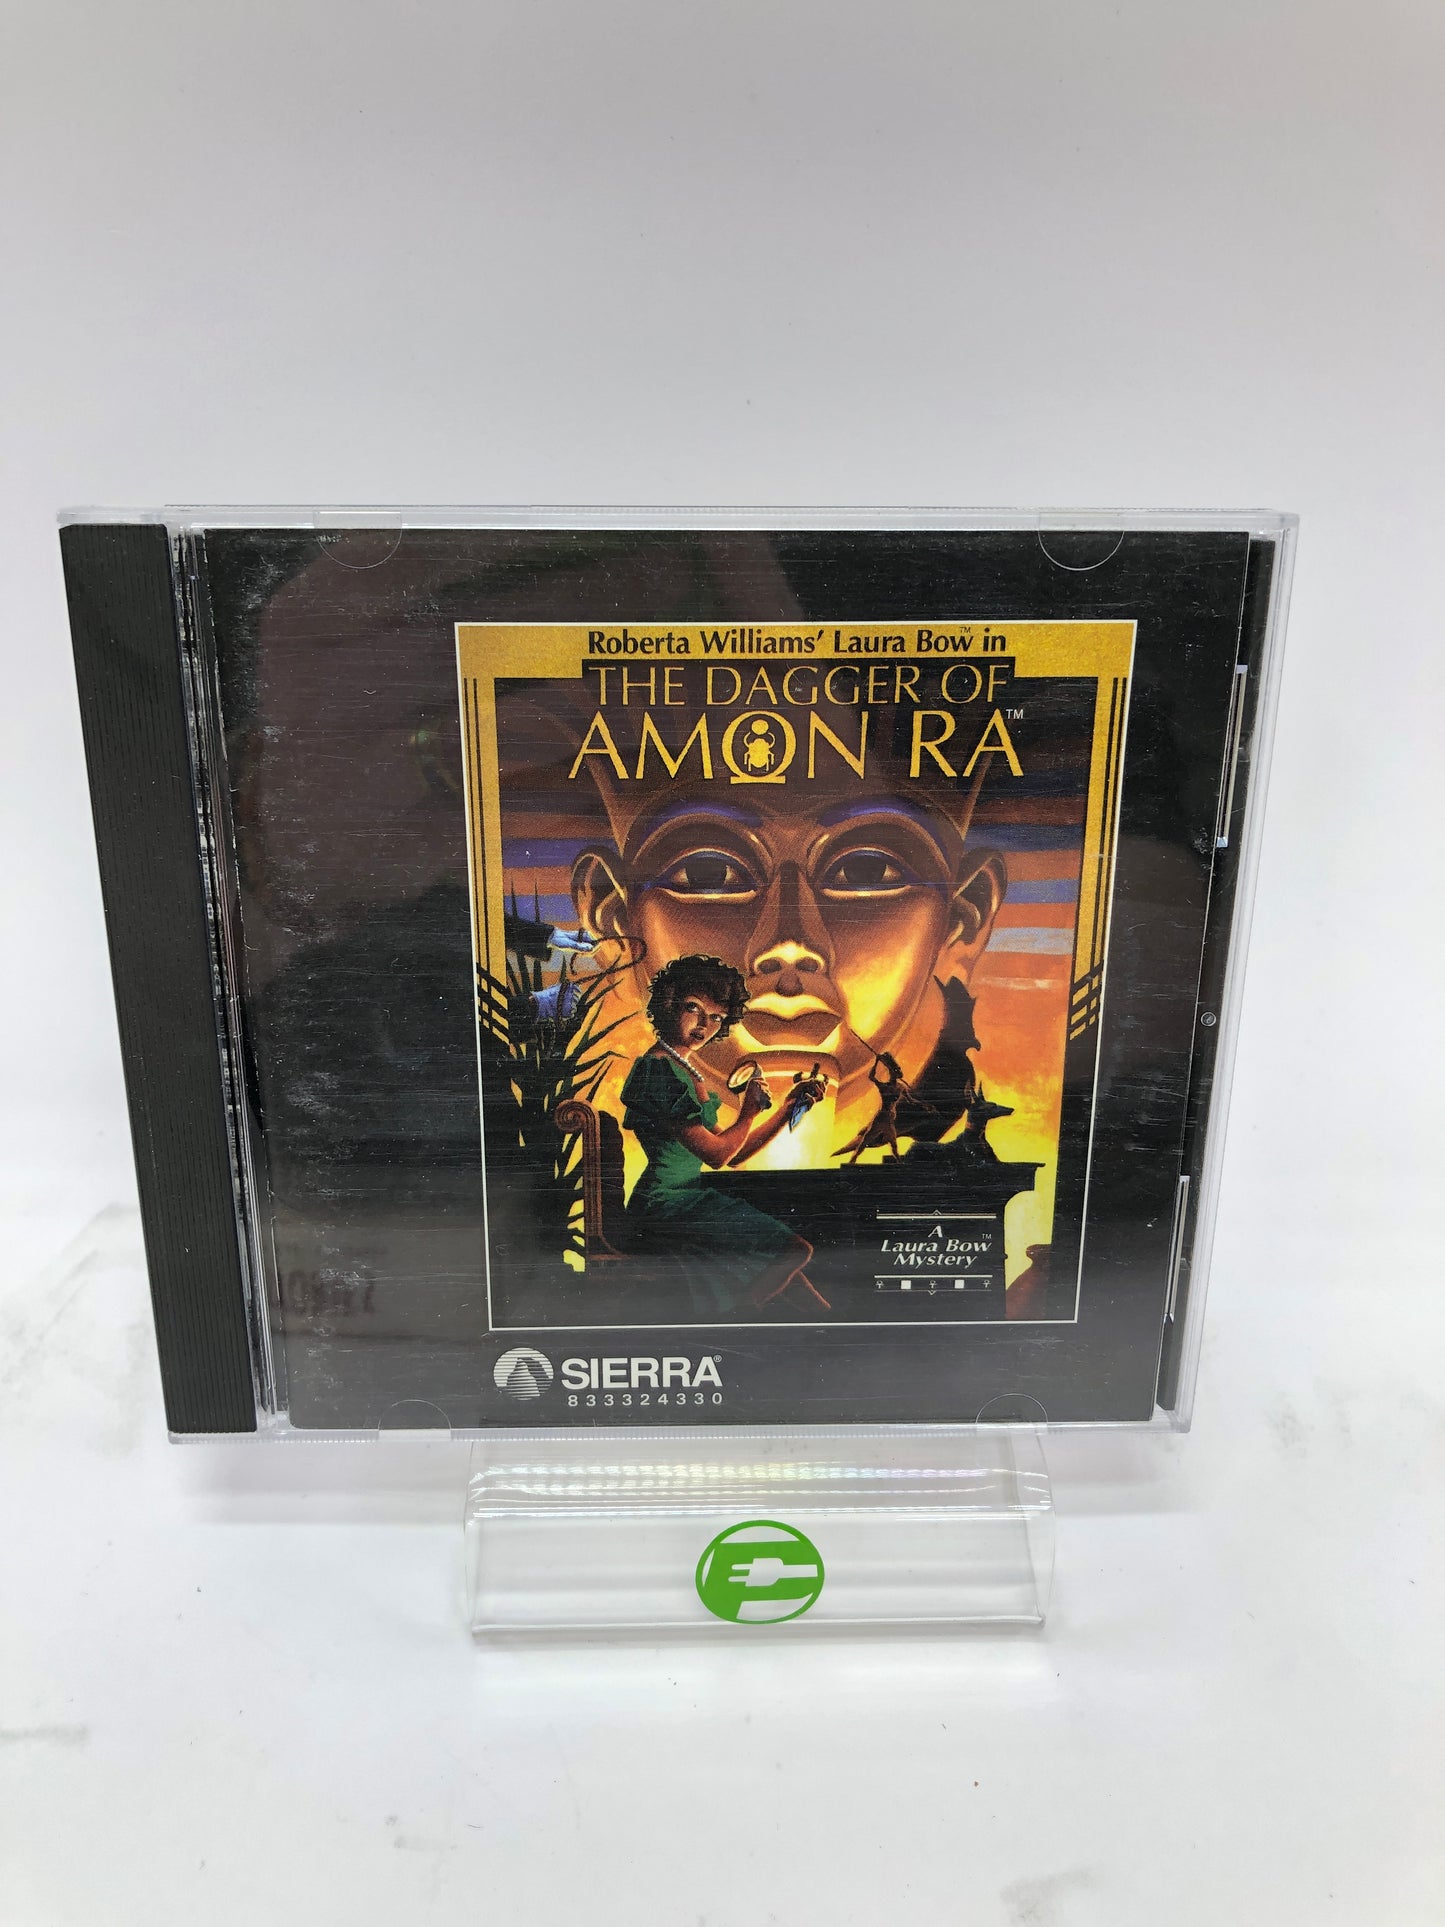 Roberta Williams' Laura Bow™ in
THE DAGGER OF
AMON RA™
A
Laura Bow™
Mystery
SIERRA®
833324330